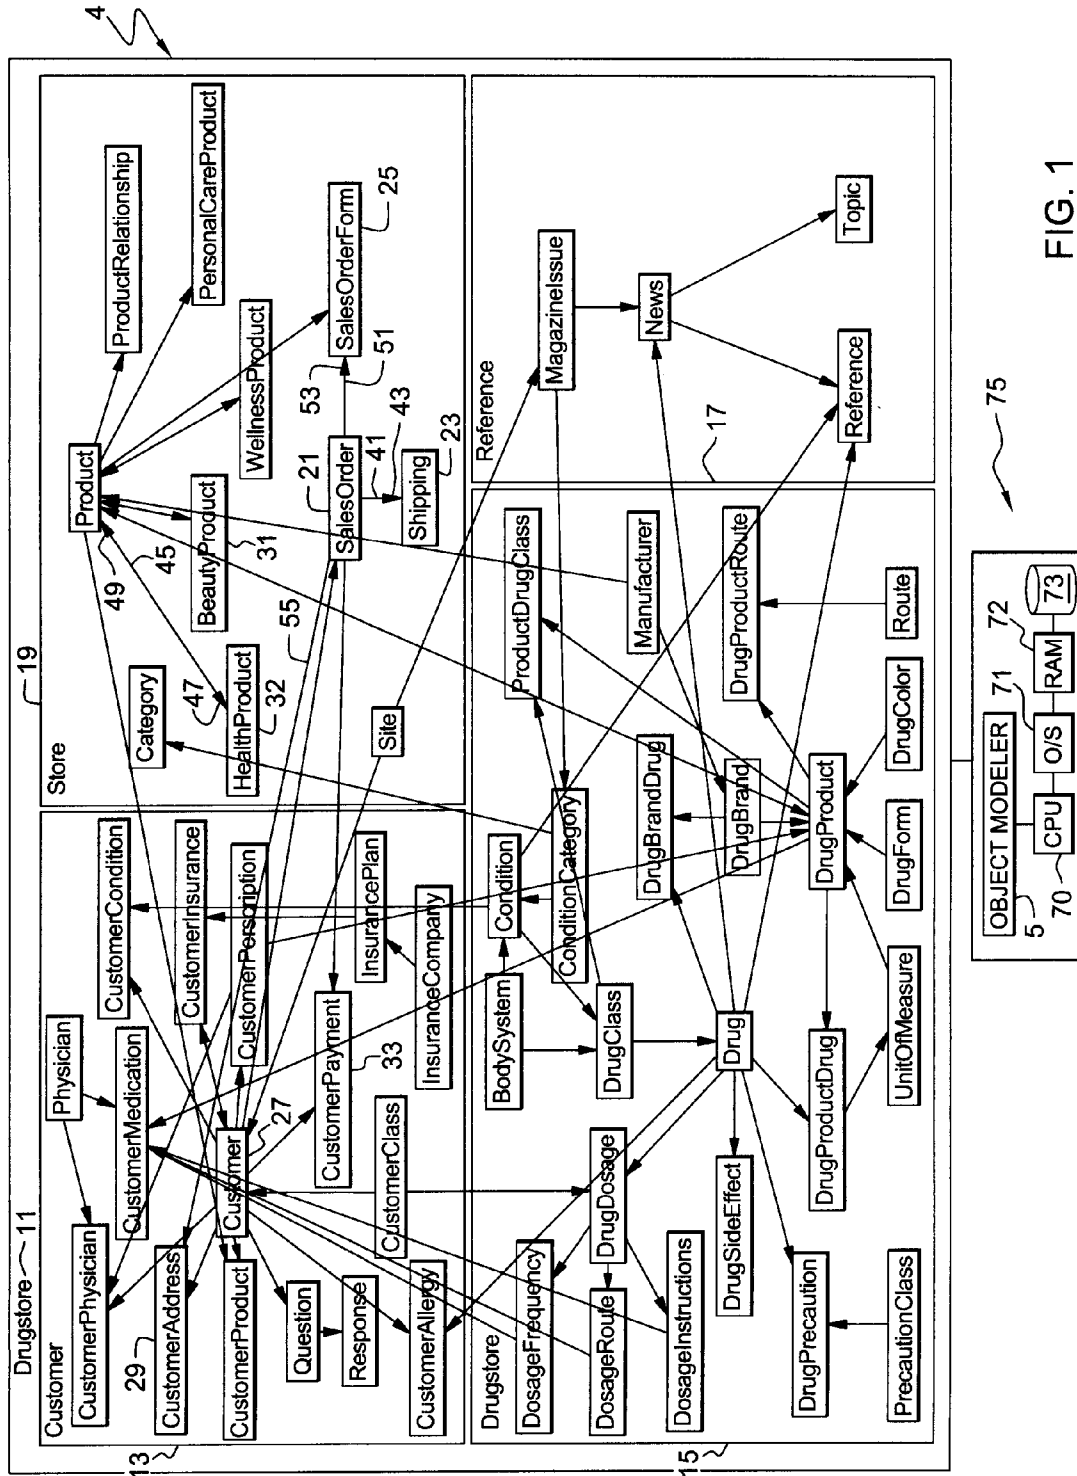 4
Drugstore 11
Customer
13
Physician
CustomerPhysician
CustomerMedication
CustomerCondition
29
CustomerAddress
CustomerInsurance
Customer
27
CustomerPerscription
CustomerProduct
Question
Response
CustomerPayment
33
InsurancePlan
CustomerClass
InsuranceCompany
CustomerAllergy
Store
19
Category
Product
ProductRelationship
PersonalCareProduct
49
45
47
HealthProduct
32
BeautyProduct
31
WellnessProduct
55
21
SalesOrder
53
51
SalesOrderForm
25
41
43
Shipping
23
Site
Drugstore
15
DosageFrequency
DosageRoute
DosageInstructions
DrugDosage
BodySystem
Condition
ConditionCategory
DrugClass
ProductDrugClass
Manufacturer
DrugBrandDrug
DrugBrand
DrugProductRoute
Drug
DrugSideEffect
DrugPrecaution
PrecautionClass
DrugProductDrug
UnitOfMeasure
DrugProduct
DrugForm
DrugColor
Route
Reference
17
MagazineIssue
News
Reference
Topic
75
OBJECT MODELER
5
CPU
70
O/S
71
RAM
72
73
FIG. 1